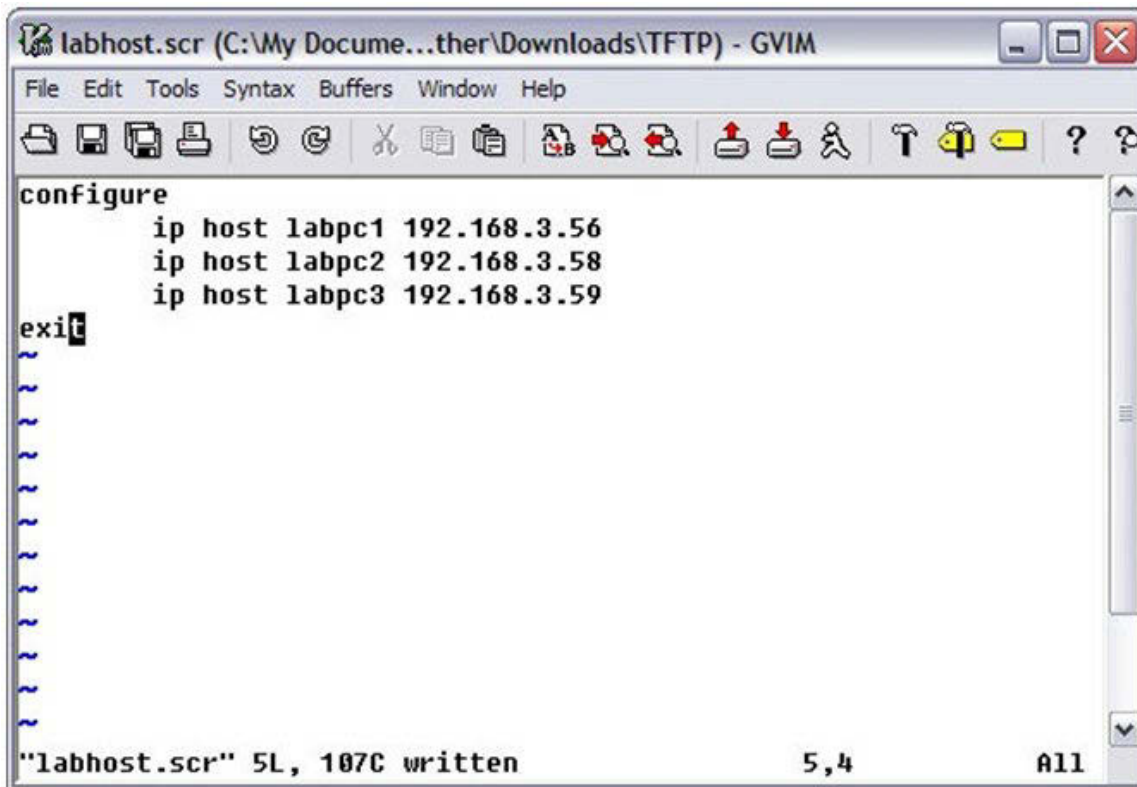 labhost.scr (C:\My Docume...ther\Downloads\TFTP) - GVIM
File Edit Tools Syntax Buffers Window Help
configure
ip host labpc1 192.168.3.56
ip host labpc2 192.168.3.58
ip host labpc3 192.168.3.59
exit
~
~
~
~
~
~
~
~
~
~
~
~
"labhost.scr" 5L, 107C written 5,4 All